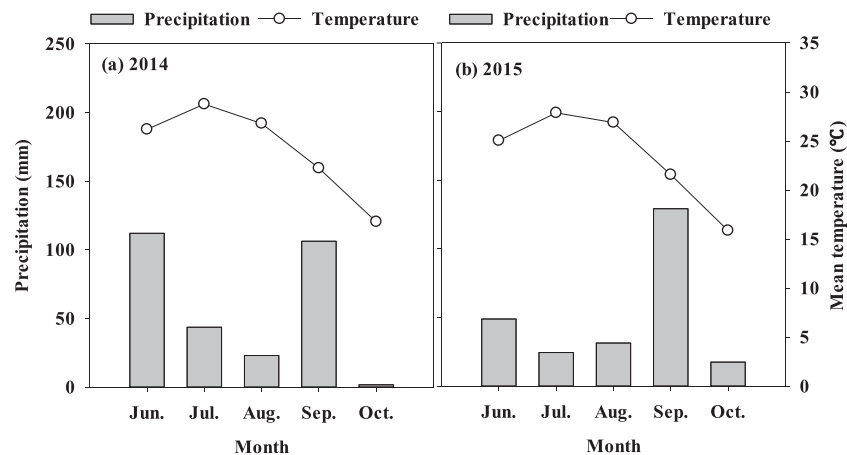 Precipitation Temperature Precipitation Temperature
250 35
(a) 2014 (b) 2015
30
200
25
150
20
100
15
10
50
5
0 0
Precipitation (mm)
Mean temperature (℃)
Jun. Jul. Aug. Sep. Oct. Jun. Jul. Aug. Sep. Oct.
Month Month